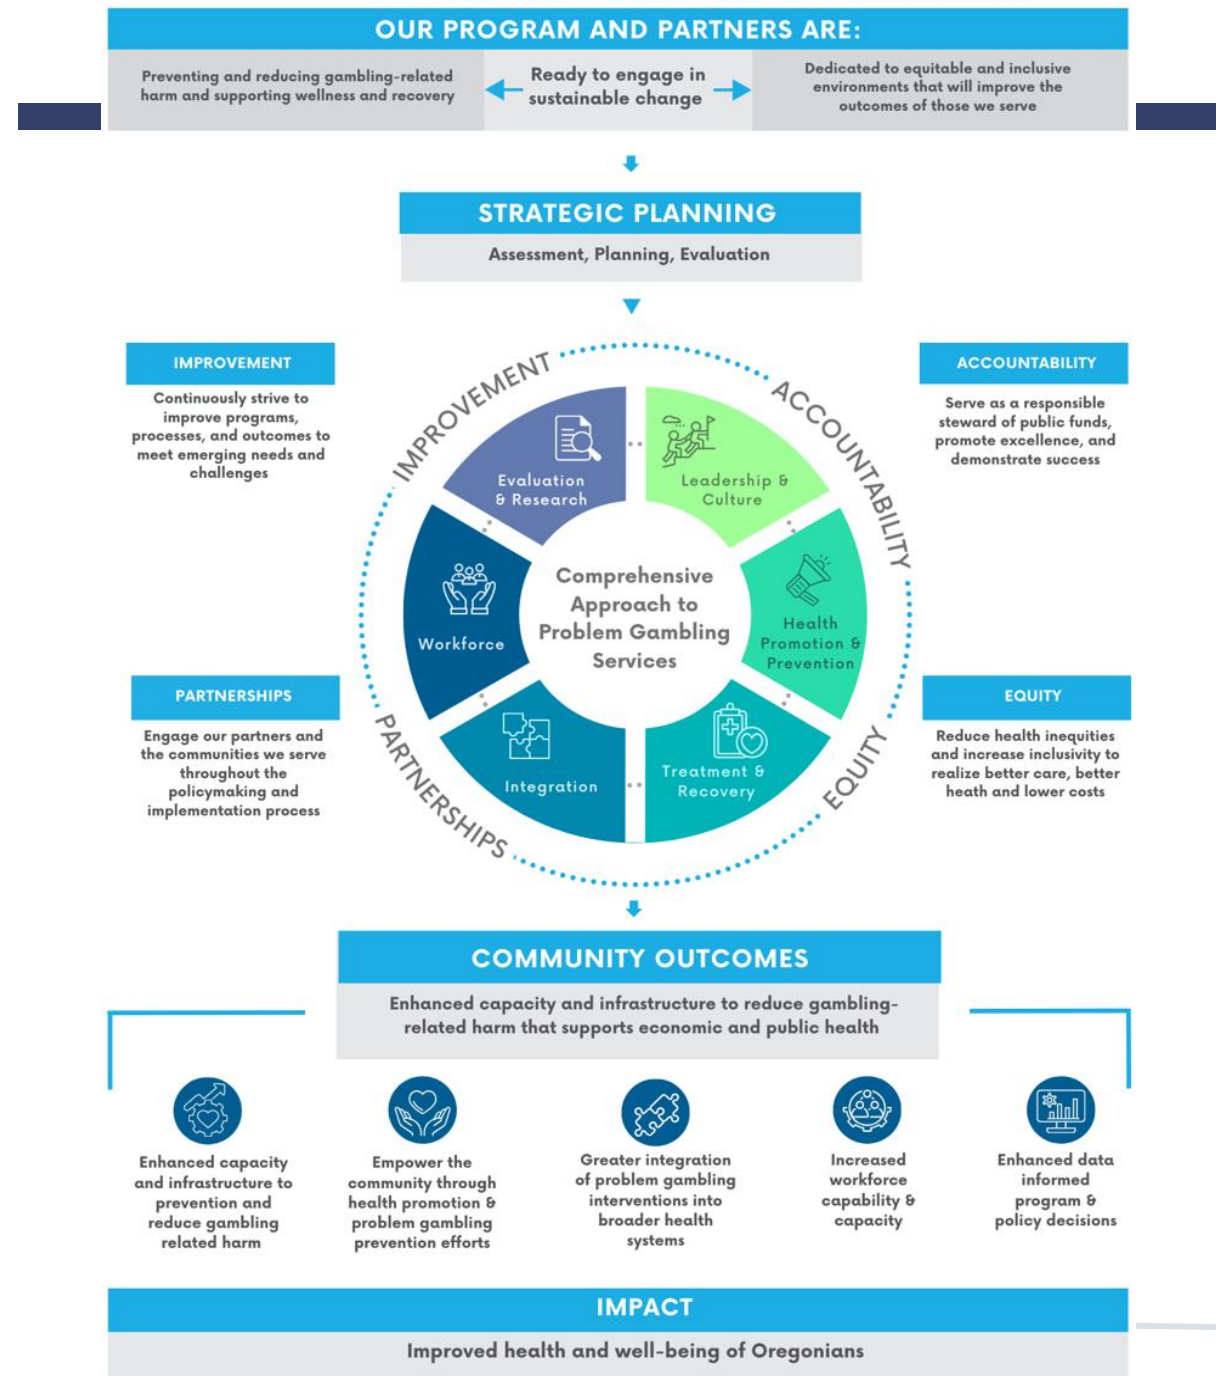 OUR PROGRAM AND PARTNERS ARE:
Preventing and reducing gambling-related
harm and supporting wellness and recovery
Ready to engage in
sustainable change
Dedicated to equitable and inclusive
environments that will improve the
outcomes of those we serve
STRATEGIC PLANNING
Assessment, Planning, Evaluation
IMPROVEMENT
Continuously strive to
improve programs,
processes, and outcomes to
meet emerging needs and
challenges
ACCOUNTABILITY
Serve as a responsible
steward of public funds,
promote excellence, and
demonstrate success
IMPROVEMENT
ACCOUNTABILITY
Evaluation
& Research
Leadership &
Culture
Workforce
Comprehensive
Approach to
Problem Gambling
Services
Health
Promotion &
Prevention
Integration
Treatment &
Recovery
PARTNERSHIPS
EQUITY
PARTNERSHIPS
Engage our partners and
the communities we serve
throughout the
policymaking and
implementation process
EQUITY
Reduce health inequities
and increase inclusivity to
realize better care, better
heath and lower costs
COMMUNITY OUTCOMES
Enhanced capacity and infrastructure to reduce gambling-
related harm that supports economic and public health
Enhanced capacity
and infrastructure to
prevention and
reduce gambling
related harm
Empower the
community through
health promotion &
problem gambling
prevention efforts
Greater integration
of problem gambling
interventions into
broader health
systems
Increased
workforce
capability &
capacity
Enhanced data
informed
program &
policy decisions
IMPACT
Improved health and well-being of Oregonians